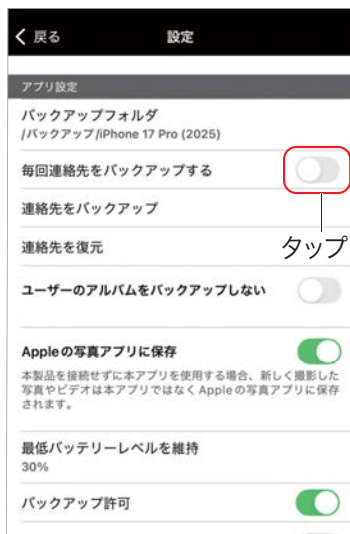 戻る
設定
アプリ設定
バックアップフォルダ
/バックアップ/iPhone 17 Pro (2025)
毎回連絡先をバックアップする
連絡先をバックアップ
連絡先を復元
タップ
ユーザーのアルバムをバックアップしない
Appleの写真アプリに保存
本製品を接続せずに本アプリを使用する場合、新しく撮影した
写真やビデオは本アプリではなくAppleの写真アプリに保存
されます。
最低バッテリーレベルを維持
30%
バックアップ許可